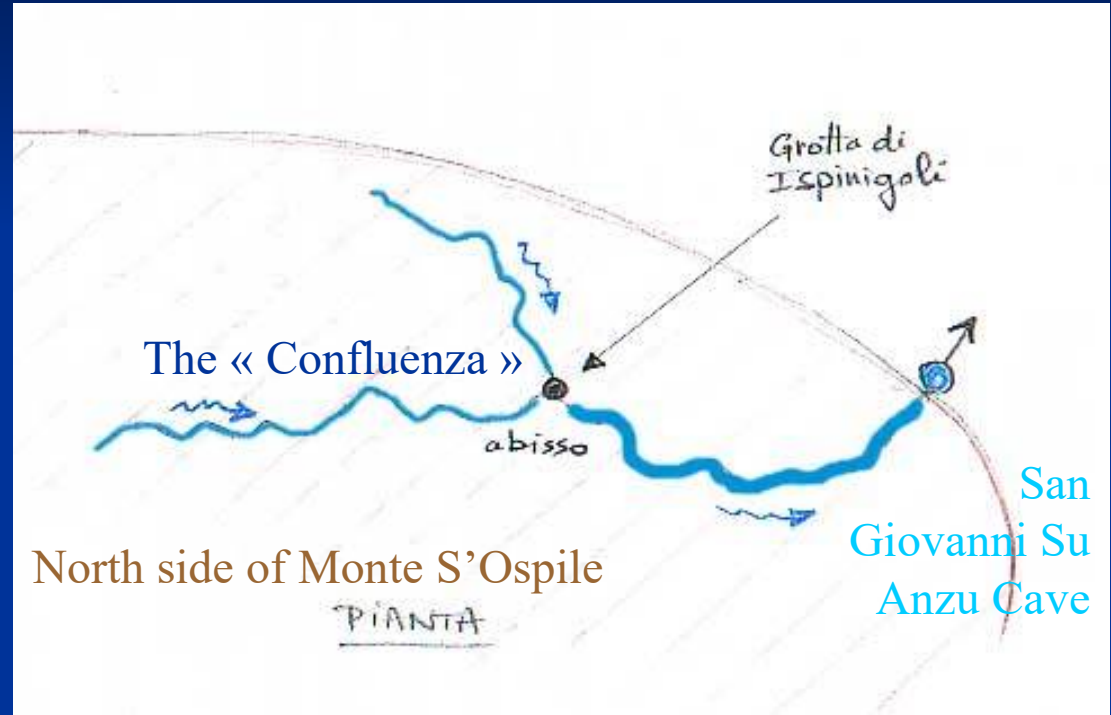 Grotta di
Ispinigoli
The « Confluenza »
abisso
San
Giovanni Su
Anzu Cave
North side of Monte S’Ospile
PIANTA